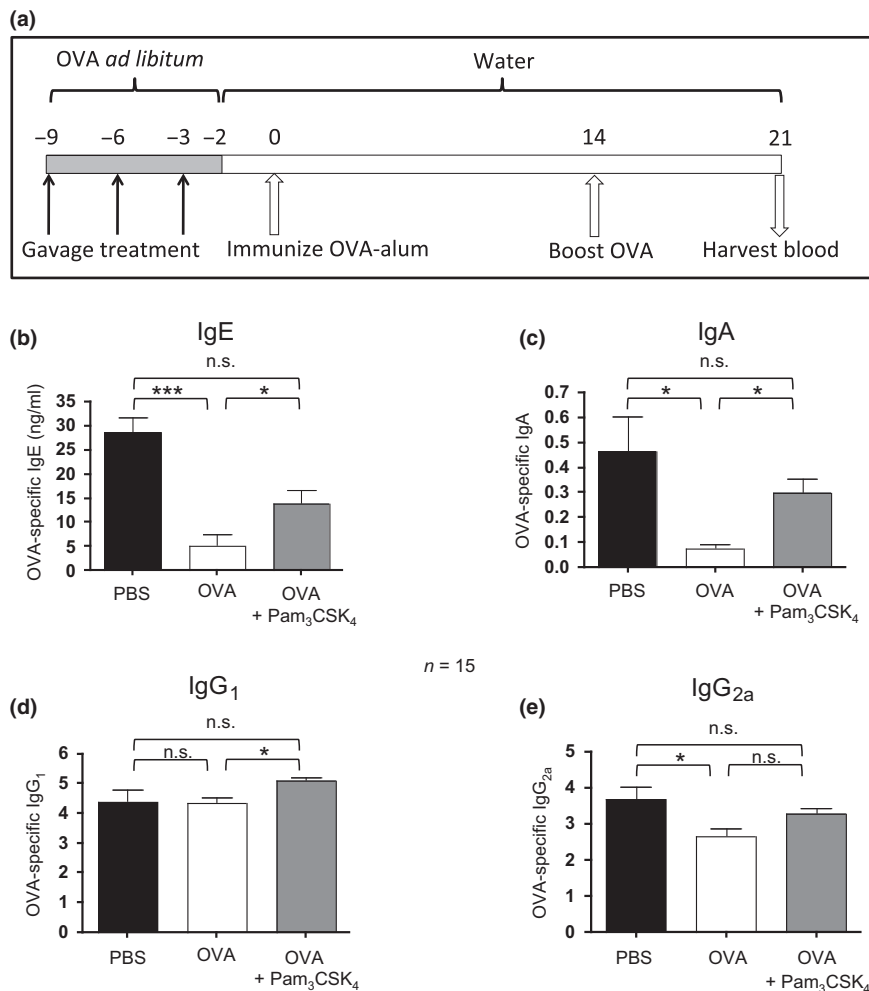 (a)
OVA ad libitum Water
–9 –6 –3 –2 0 14 21
Gavage treatment Immunize OVA-alum Boost OVA Harvest blood
(b)
IgE
n.s.
*** *
OVA-specific IgE (ng/ml)
35
30
25
20
15
10
5
0
PBS OVA OVA
+ Pam₃CSK₄
(c)
IgA
n.s.
* *
OVA-specific IgA
0.7
0.6
0.5
0.4
0.3
0.2
0.1
0.0
PBS OVA OVA
+ Pam₃CSK₄
n = 15
(d)
IgG₁
n.s.
n.s. *
OVA-specific IgG₁
6
5
4
3
2
1
0
PBS OVA OVA
+ Pam₃CSK₄
(e)
IgG₂ₐ
n.s.
* n.s.
OVA-specific IgG₂ₐ
5
4
3
2
1
0
PBS OVA OVA
+ Pam₃CSK₄